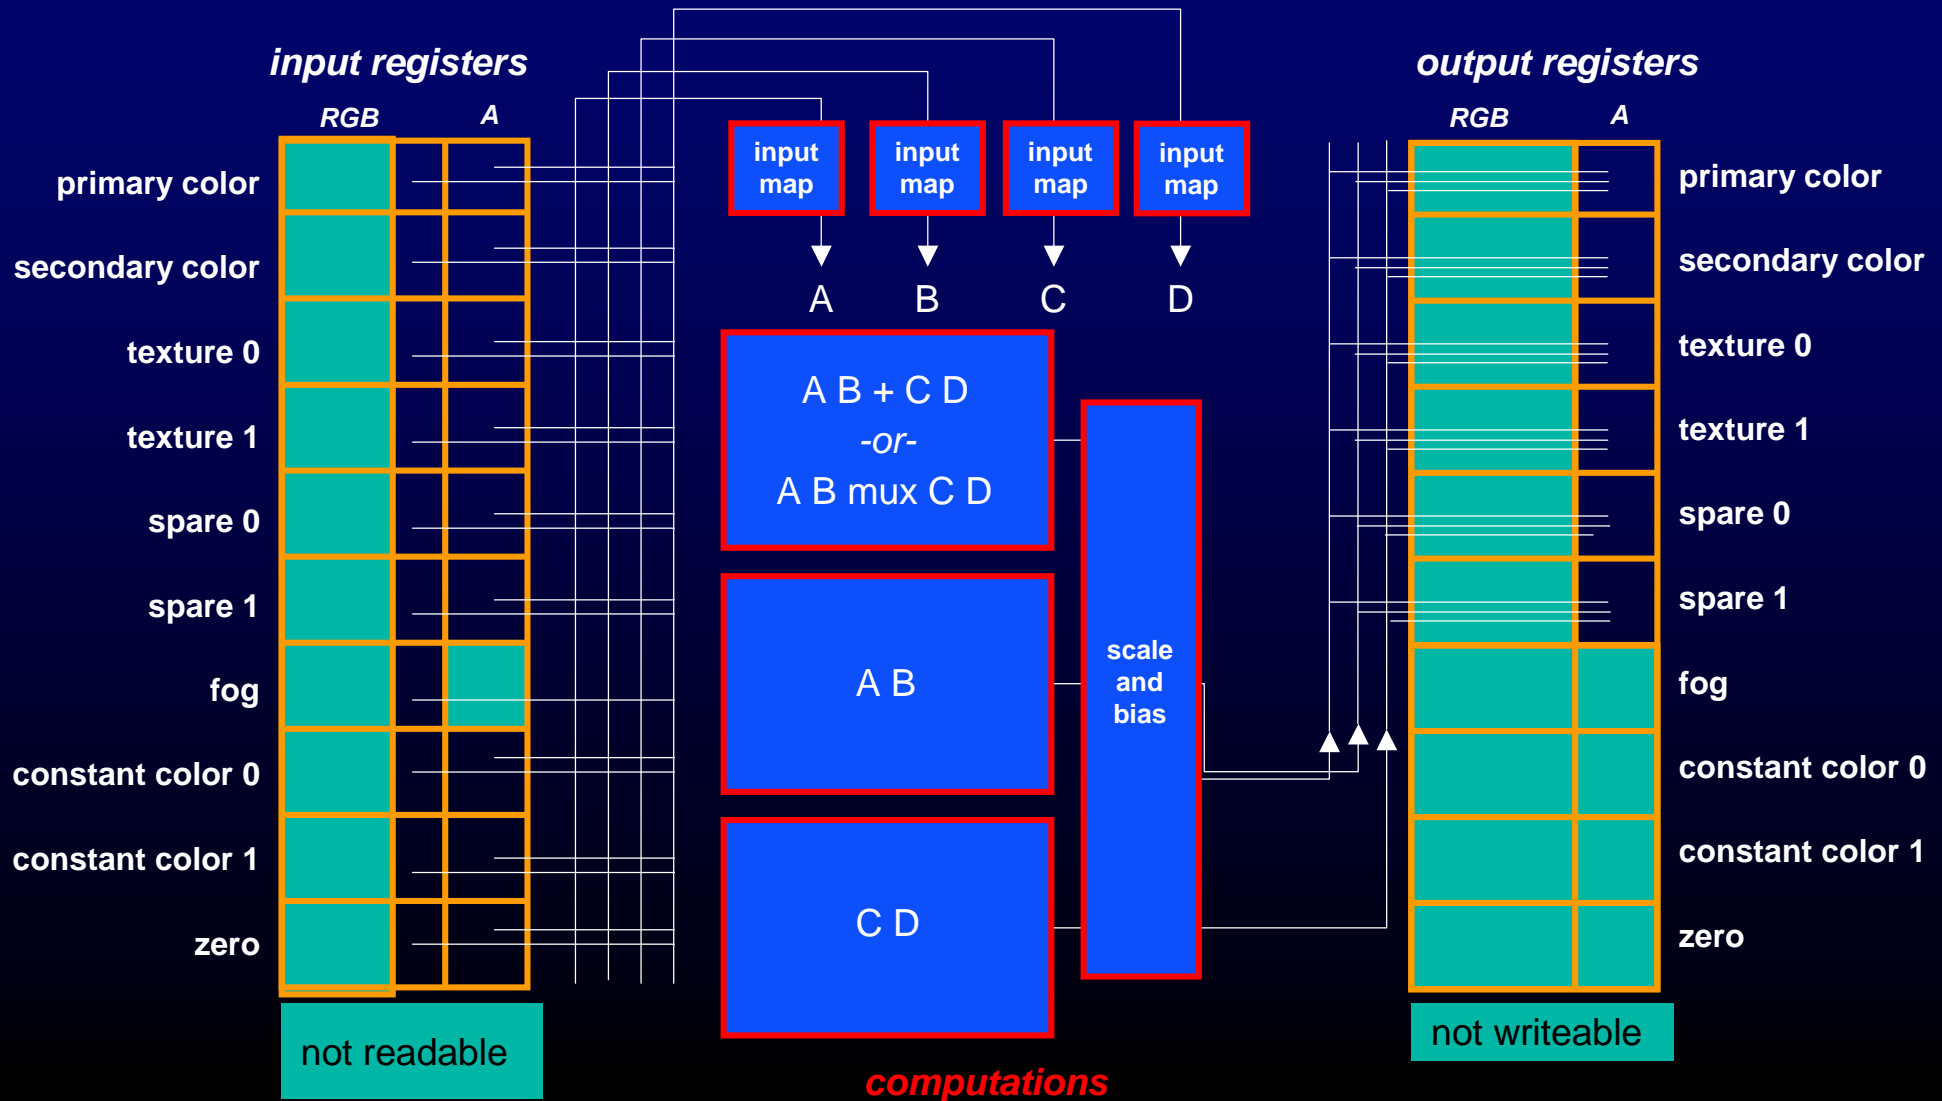 input registers
RGB A
primary color
secondary color
texture 0
texture 1
spare 0
spare 1
fog
constant color 0
constant color 1
zero
not readable
input
map
input
map
input
map
input
map
A B C D
A B + C D
-or-
A B mux C D
A B
C D
scale
and
bias
computations
output registers
RGB A
primary color
secondary color
texture 0
texture 1
spare 0
spare 1
fog
constant color 0
constant color 1
zero
not writeable